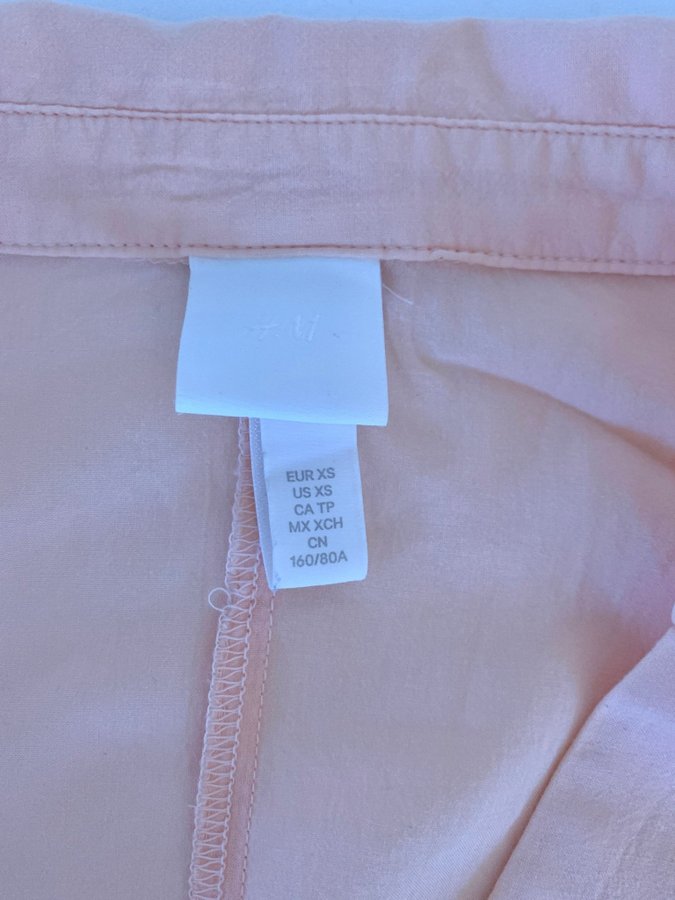 H&M
EUR XS
US XS
CA TP
MX XCH
CN
160/80A